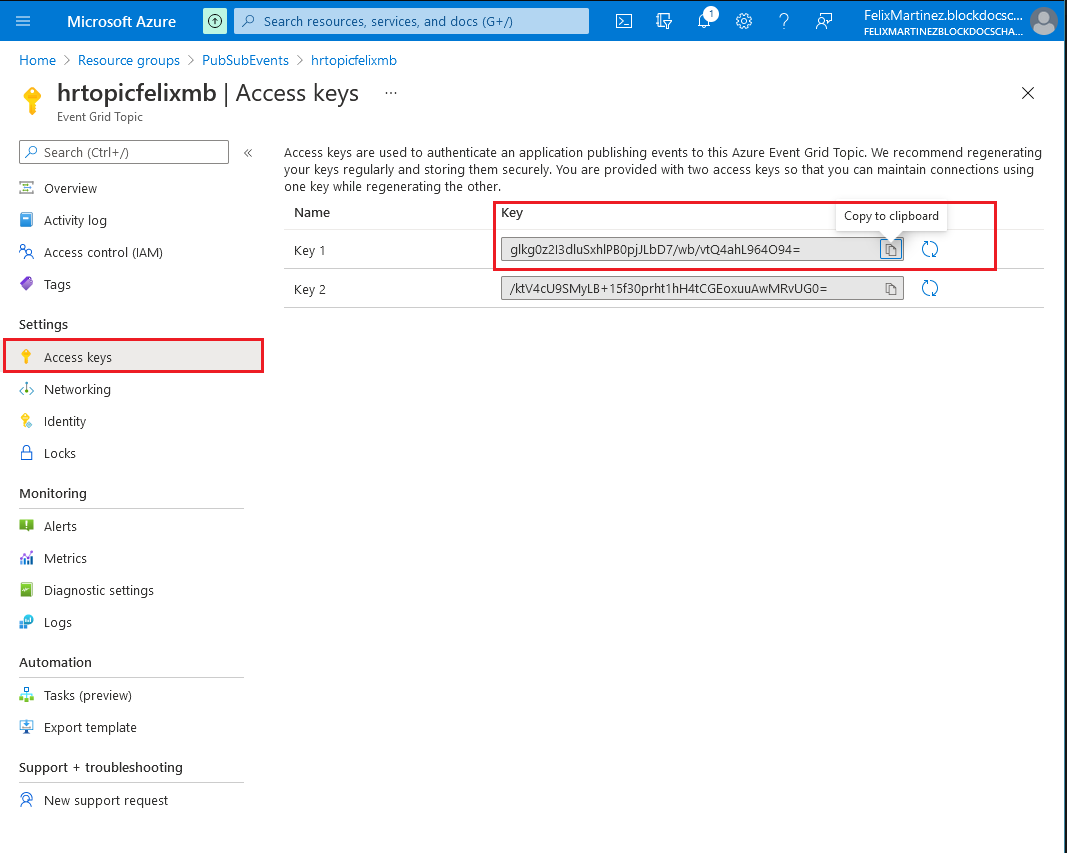 Microsoft Azure
Search resources, services, and docs (G+/)
1
FelixMartinez.blockdocsc...
FELIXMARTINEZBLOCKDOCSCHA...
Home > Resource groups > PubSubEvents > hrtopicfelixmb
hrtopicfelixmb | Access keys ...
Event Grid Topic
Search (Ctrl+/)
«
Overview
Activity log
Access control (IAM)
Tags
Settings
Access keys
Networking
Identity
Locks
Monitoring
Alerts
Metrics
Diagnostic settings
Logs
Automation
Tasks (preview)
Export template
Support + troubleshooting
New support request
Access keys are used to authenticate an application publishing events to this Azure Event Grid Topic. We recommend regenerating
your keys regularly and storing them securely. You are provided with two access keys so that you can maintain connections using
one key while regenerating the other.
Name Key
Copy to clipboard
Key 1 glkg0z2I3dluSxhlPB0pjJLbD7/wb/vtQ4ahL964O94=
Key 2 /ktV4cU9SMyLB+15f30prht1hH4tCGEoxuuAwMRvUG0=